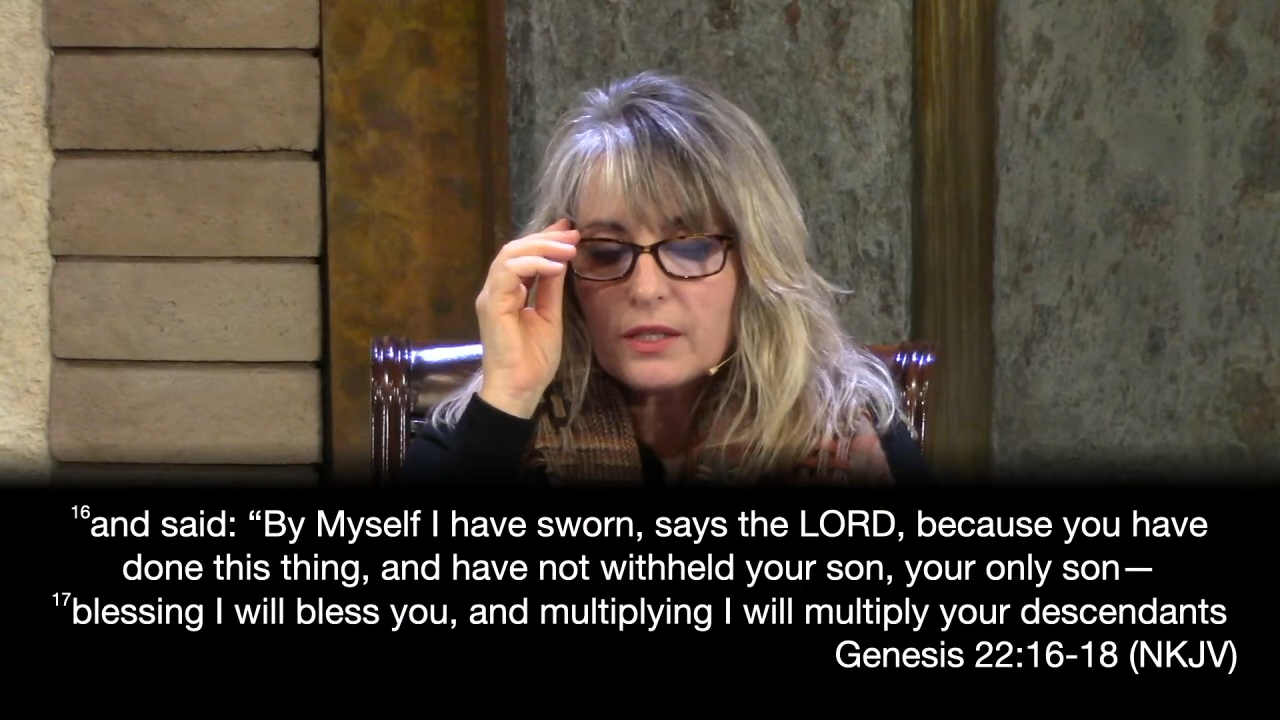 16and said: “By Myself I have sworn, says the LORD, because you have
done this thing, and have not withheld your son, your only son—
17blessing I will bless you, and multiplying I will multiply your descendants
Genesis 22:16-18 (NKJV)